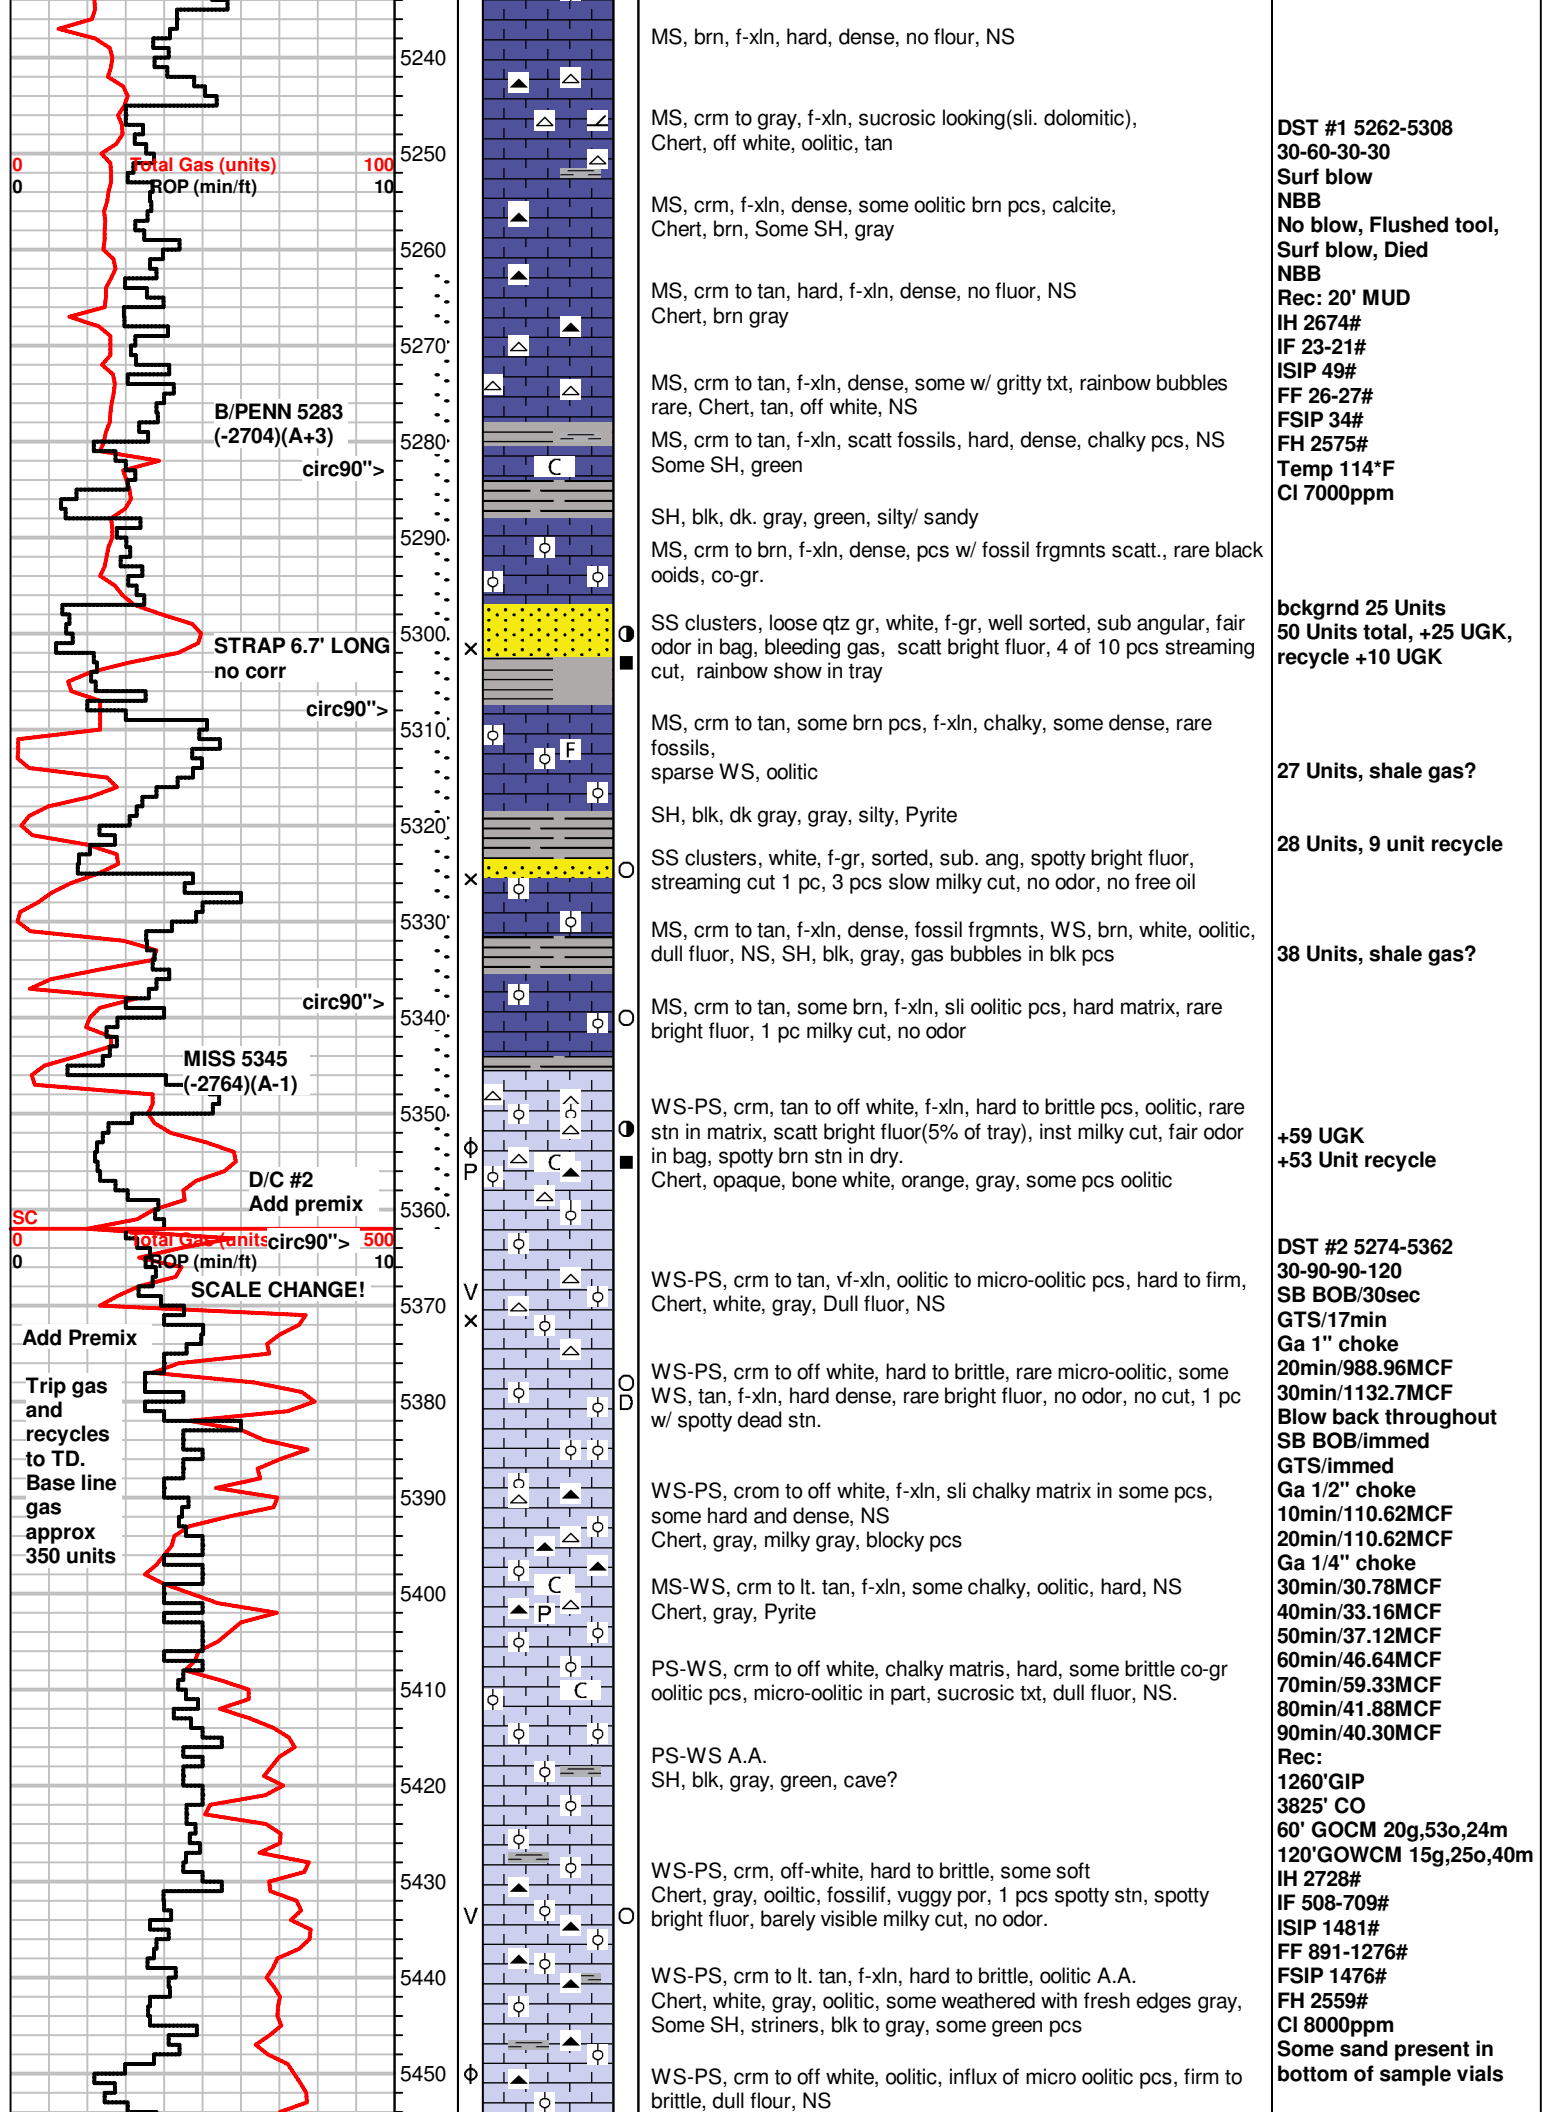 MS, brn, f-xln, hard, dense, no flour, NS
5240
MS, crm to gray, f-xln, sucrosic looking(sli. dolomitic),
Chert, off white, oolitic, tan
5250
0 Total Gas (units) 100
0 ROP (min/ft) 10
MS, crm, f-xln, dense, some oolitic brn pcs, calcite,
Chert, brn, Some SH, gray
5260
MS, crm to tan, hard, f-xln, dense, no fluor, NS
Chert, brn gray
5270
MS, crm to tan, f-xln, dense, some w/ gritty txt, rainbow bubbles
rare, Chert, tan, off white, NS
B/PENN 5283
(-2704)(A+3)
5280
circ90">
C
MS, crm to tan, f-xln, scatt fossils, hard, dense, chalky pcs, NS
Some SH, green
SH, blk, dk. gray, green, silty/ sandy
5290
MS, crm to brn, f-xln, dense, pcs w/ fossil frgmnts scatt., rare black
ooids, co-gr.
5300
STRAP 6.7' LONG
no corr
SS clusters, loose qtz gr, white, f-gr, well sorted, sub angular, fair
odor in bag, bleeding gas, scatt bright fluor, 4 of 10 pcs streaming
cut, rainbow show in tray
circ90">
5310
F
MS, crm to tan, some brn pcs, f-xln, chalky, some dense, rare
fossils,
sparse WS, oolitic
5320
SH, blk, dk gray, gray, silty, Pyrite
SS clusters, white, f-gr, sorted, sub. ang, spotty bright fluor,
streaming cut 1 pc, 3 pcs slow milky cut, no odor, no free oil
5330
MS, crm to tan, f-xln, dense, fossil frgmnts, WS, brn, white, oolitic,
dull fluor, NS, SH, blk, gray, gas bubbles in blk pcs
circ90">
5340
MS, crm to tan, some brn, f-xln, sli oolitic pcs, hard matrix, rare
bright fluor, 1 pc milky cut, no odor
MISS 5345
(-2764)(A-1)
5350
P
C
WS-PS, crm, tan to off white, f-xln, hard to brittle pcs, oolitic, rare
stn in matrix, scatt bright fluor(5% of tray), inst milky cut, fair odor
in bag, spotty brn stn in dry.
Chert, opaque, bone white, orange, gray, some pcs oolitic
D/C #2
Add premix
5360
SC
0 Total Gas (units 500
circ90">
0 ROP (min/ft) 10
SCALE CHANGE!
5370
V
WS-PS, crm to tan, vf-xln, oolitic to micro-oolitic pcs, hard to firm,
Chert, white, gray, Dull fluor, NS
Add Premix
Trip gas
and
recycles
to TD.
Base line
gas
approx
350 units
5380
D
WS-PS, crm to off white, hard to brittle, rare micro-oolitic, some
WS, tan, f-xln, hard dense, rare bright fluor, no odor, no cut, 1 pc
w/ spotty dead stn.
5390
WS-PS, crom to off white, f-xln, sli chalky matrix in some pcs,
some hard and dense, NS
Chert, gray, milky gray, blocky pcs
5400
C
P
MS-WS, crm to lt. tan, f-xln, some chalky, oolitic, hard, NS
Chert, gray, Pyrite
5410
C
PS-WS, crm to off white, chalky matris, hard, some brittle co-gr
oolitic pcs, micro-oolitic in part, sucrosic txt, dull fluor, NS.
5420
PS-WS A.A.
SH, blk, gray, green, cave?
5430
V
WS-PS, crm, off-white, hard to brittle, some soft
Chert, gray, ooiltic, fossilif, vuggy por, 1 pcs spotty stn, spotty
bright fluor, barely visible milky cut, no odor.
5440
WS-PS, crm to lt. tan, f-xln, hard to brittle, oolitic A.A.
Chert, white, gray, oolitic, some weathered with fresh edges gray,
Some SH, striners, blk to gray, some green pcs
5450
WS-PS, crm to off white, oolitic, influx of micro oolitic pcs, firm to
brittle, dull flour, NS
DST #1 5262-5308
30-60-30-30
Surf blow
NBB
No blow, Flushed tool,
Surf blow, Died
NBB
Rec: 20' MUD
IH 2674#
IF 23-21#
ISIP 49#
FF 26-27#
FSIP 34#
FH 2575#
Temp 114*F
Cl 7000ppm
bckgrnd 25 Units
50 Units total, +25 UGK,
recycle +10 UGK
27 Units, shale gas?
28 Units, 9 unit recycle
38 Units, shale gas?
+59 UGK
+53 Unit recycle
DST #2 5274-5362
30-90-90-120
SB BOB/30sec
GTS/17min
Ga 1" choke
20min/988.96MCF
30min/1132.7MCF
Blow back throughout
SB BOB/immed
GTS/immed
Ga 1/2" choke
10min/110.62MCF
20min/110.62MCF
Ga 1/4" choke
30min/30.78MCF
40min/33.16MCF
50min/37.12MCF
60min/46.64MCF
70min/59.33MCF
80min/41.88MCF
90min/40.30MCF
Rec:
1260'GIP
3825' CO
60' GOCM 20g,53o,24m
120'GOWCM 15g,25o,40m
IH 2728#
IF 508-709#
ISIP 1481#
FF 891-1276#
FSIP 1476#
FH 2559#
Cl 8000ppm
Some sand present in
bottom of sample vials